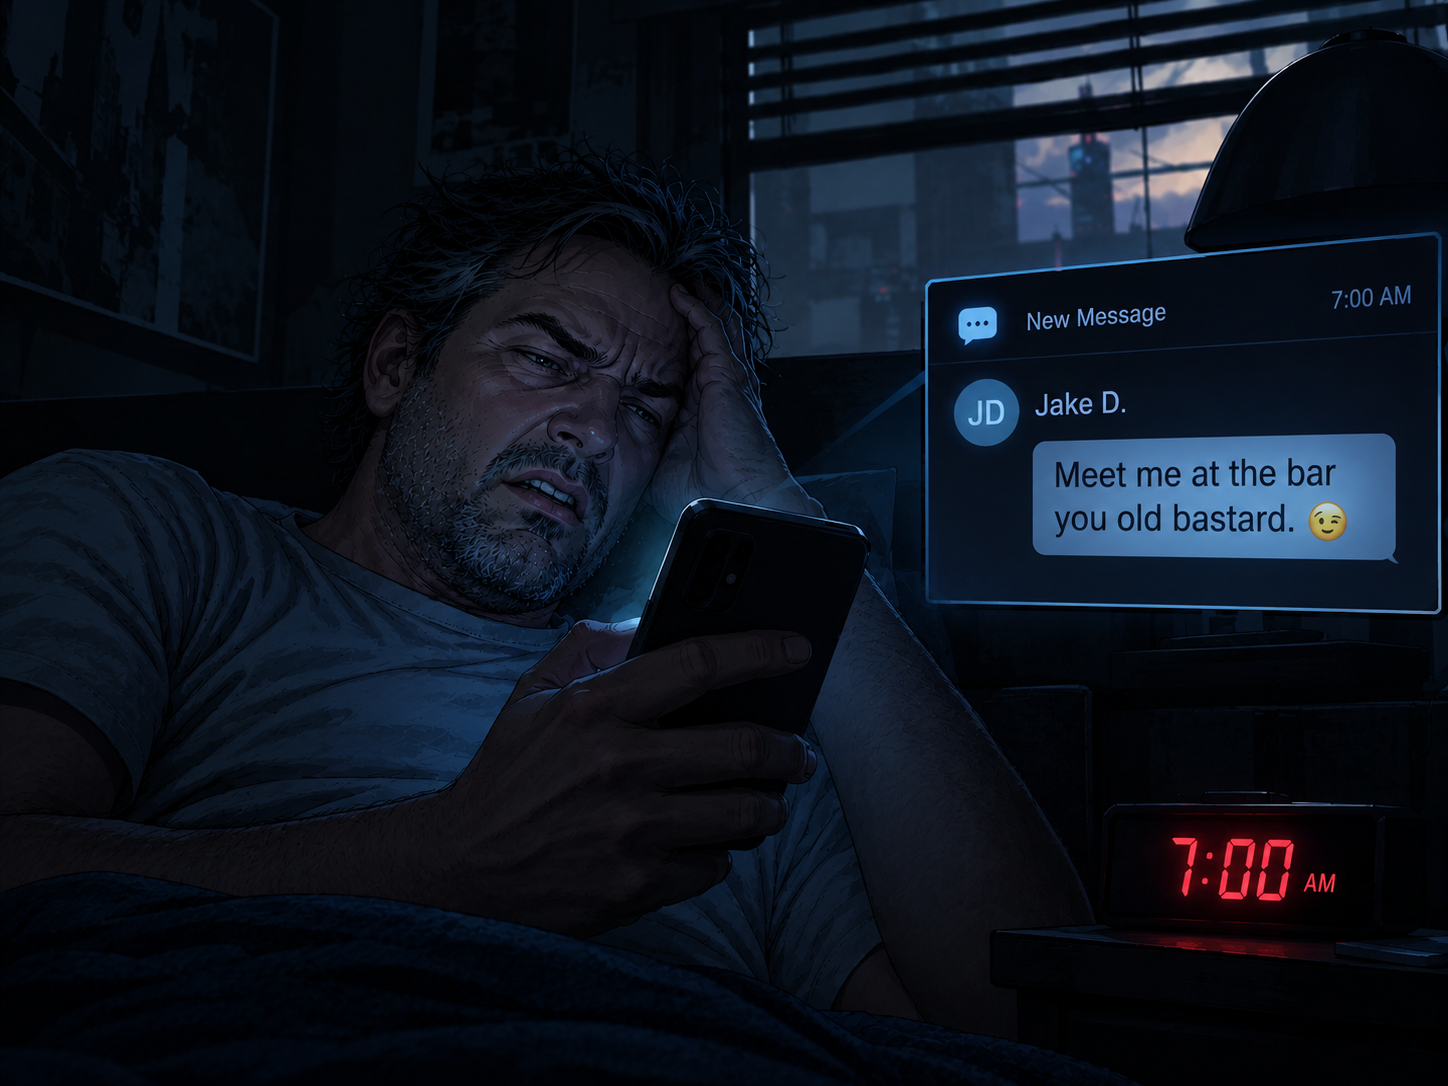 New Message
7:00 AM
JD
Jake D.
Meet me at the bar
you old bastard. 😉
7:00 AM